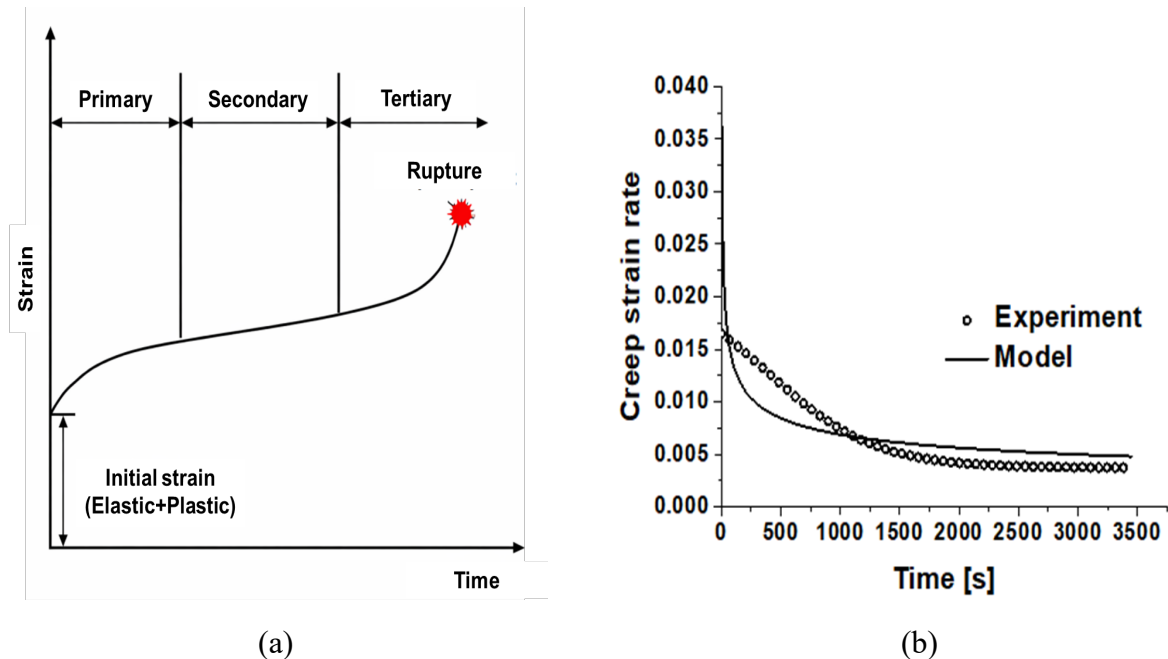 Primary
Secondary
Tertiary
Rupture
Strain
Initial strain
(Elastic+Plastic)
Time
(a)
0.040
0.035
0.030
0.025
0.020
0.015
0.010
0.005
0.000
Creep strain rate
Experiment
Model
0 500 1000 1500 2000 2500 3000 3500
Time [s]
(b)